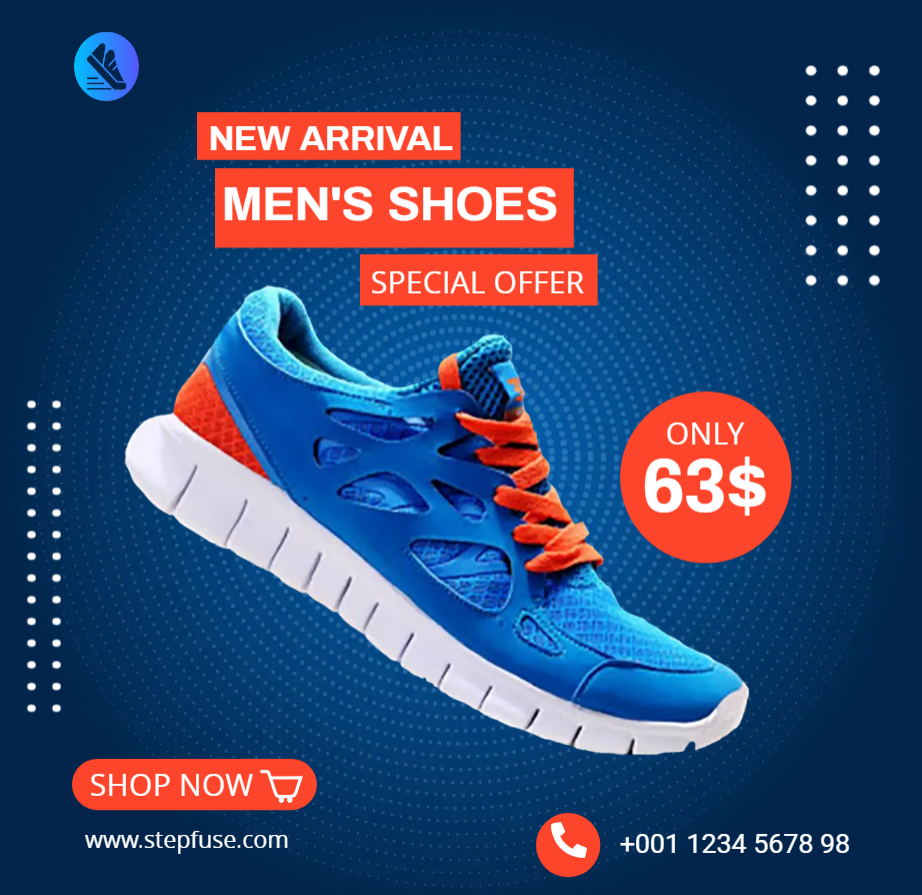 NEW ARRIVAL
MEN'S SHOES
SPECIAL OFFER
ONLY
63$
SHOP NOW
www.stepfuse.com
+001 1234 5678 98